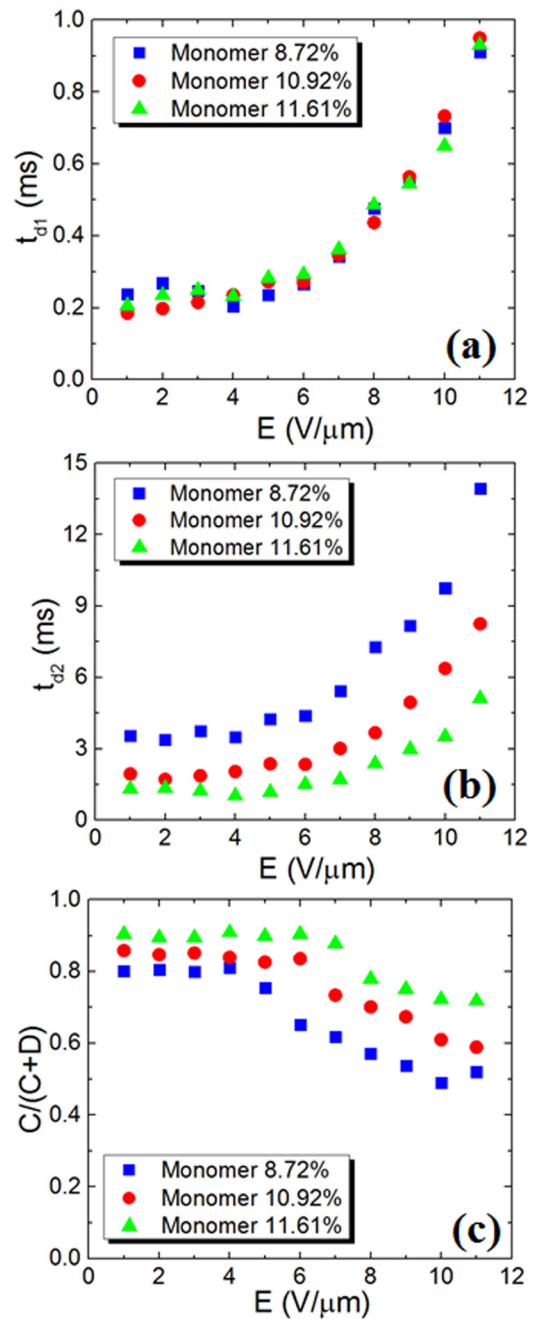 1.0
0.8
0.6
0.4
0.2
0.0
t_d1 (ms)
Monomer 8.72%
Monomer 10.92%
Monomer 11.61%
(a)
0 2 4 6 8 10 12
E (V/μm)
15
12
9
6
3
0
t_d2 (ms)
Monomer 8.72%
Monomer 10.92%
Monomer 11.61%
(b)
0 2 4 6 8 10 12
E (V/μm)
1.0
0.8
0.6
0.4
0.2
0.0
C/(C+D)
Monomer 8.72%
Monomer 10.92%
Monomer 11.61%
(c)
0 2 4 6 8 10 12
E (V/μm)